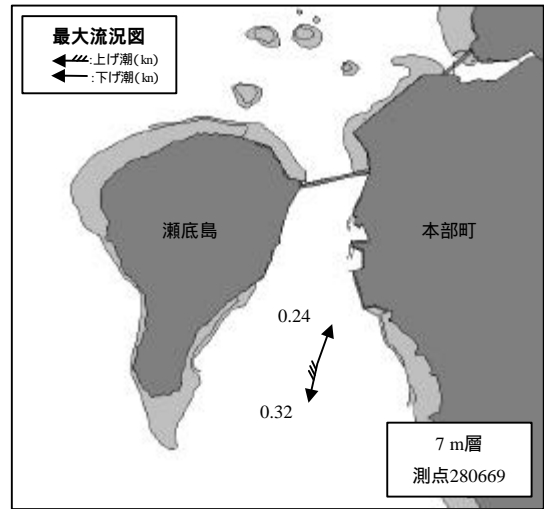 最大流況図
:上げ潮(kn)
:下げ潮(kn)
瀬底島
本部町
0.24
0.32
7 m層
測点280669